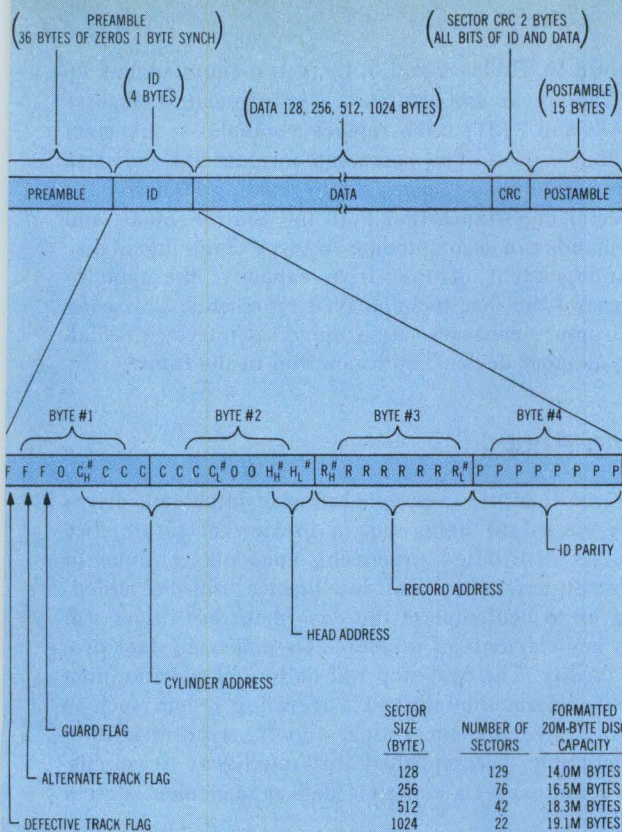 PREAMBLE
36 BYTES OF ZEROS 1 BYTE SYNCH
ID
4 BYTES
(DATA 128, 256, 512, 1024 BYTES)
SECTOR CRC 2 BYTES
ALL BITS OF ID AND DATA
POSTAMBLE
15 BYTES
PREAMBLE ID DATA CRC POSTAMBLE
BYTE #1 BYTE #2 BYTE #3 BYTE #4
F F F O C#H C C C C C C C#L O O H#H H#L R#H R R R R R R R#L P P P P P P P P
ID PARITY
RECORD ADDRESS
HEAD ADDRESS
CYLINDER ADDRESS
GUARD FLAG
ALTERNATE TRACK FLAG
DEFECTIVE TRACK FLAG
SECTOR SIZE (BYTE) NUMBER OF SECTORS FORMATTED 20M-BYTE DISC CAPACITY
128 129 14.0M BYTES
256 76 16.5M BYTES
512 42 18.3M BYTES
1024 22 19.1M BYTES